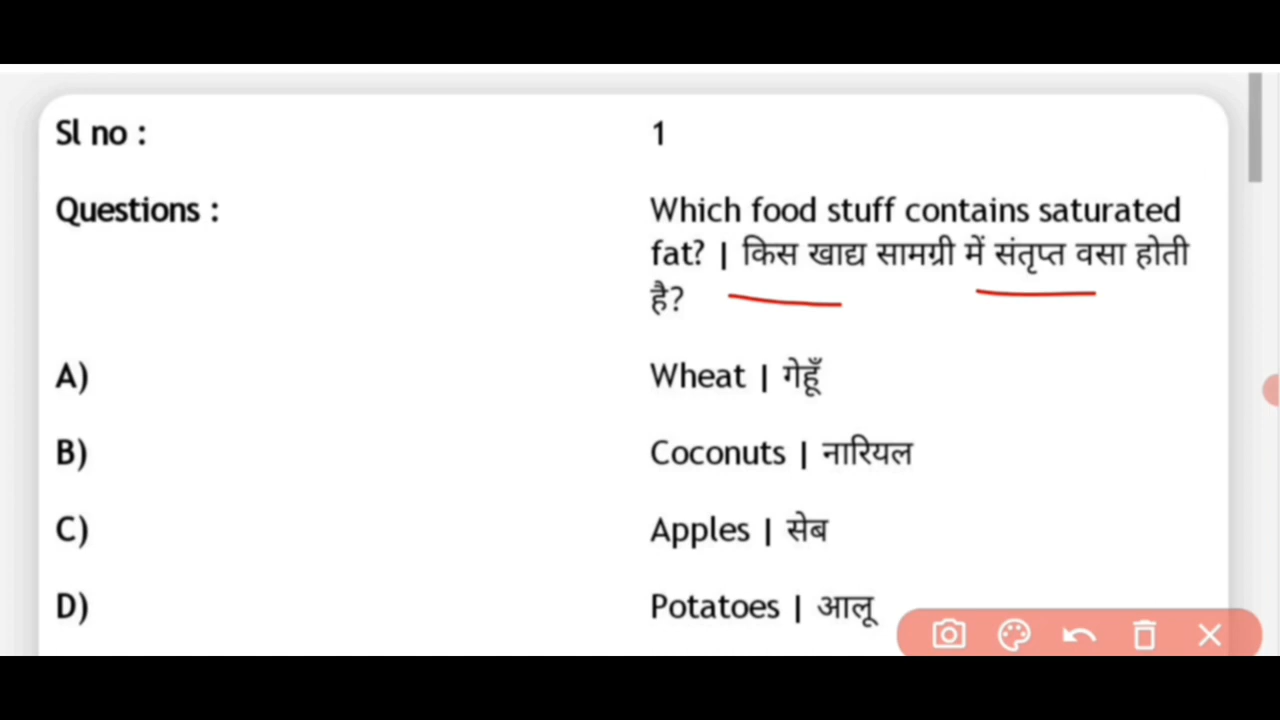 Sl no : 1
Questions : Which food stuff contains saturated
fat? | किस खाद्य सामग्री में संतृप्त वसा होती
है?
A) Wheat | गेहूँ
B) Coconuts | नारियल
C) Apples | सेब
D) Potatoes | आलू